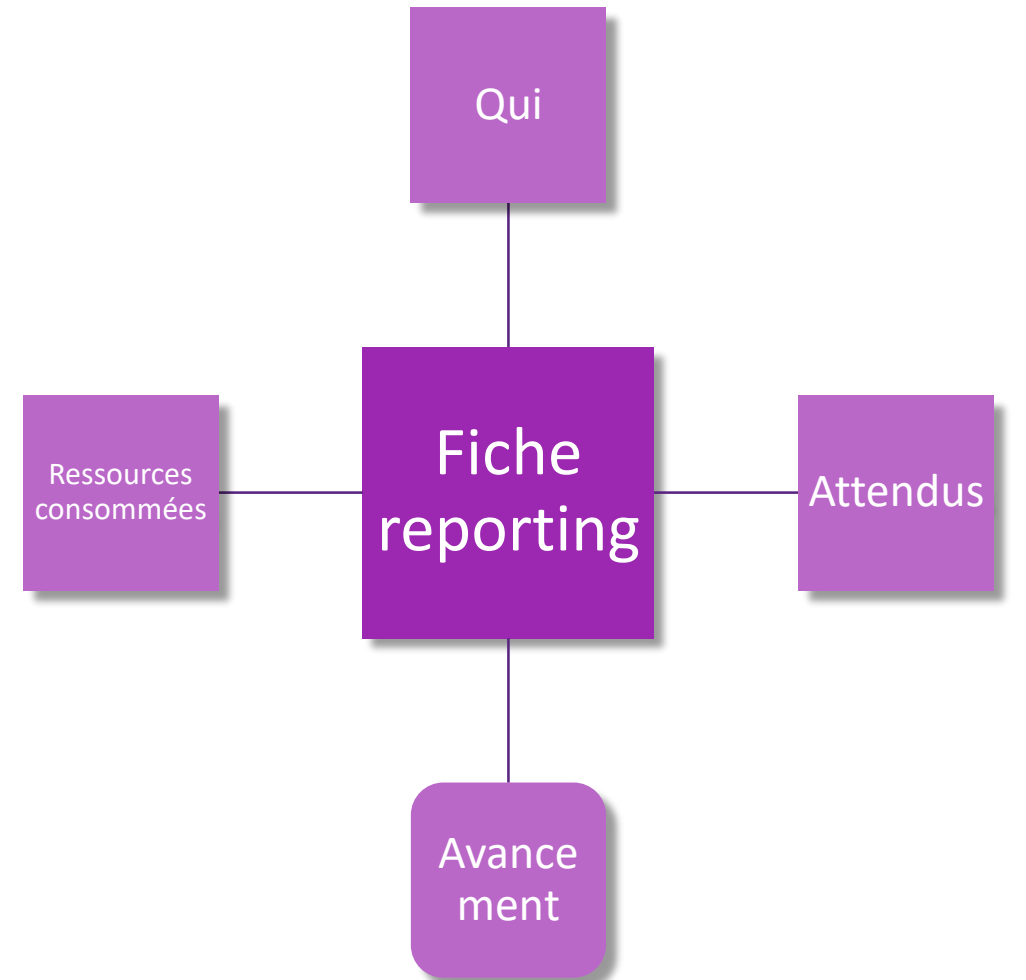 Qui
Fiche
reporting
Ressources
consommées
Attendus
Avance
ment